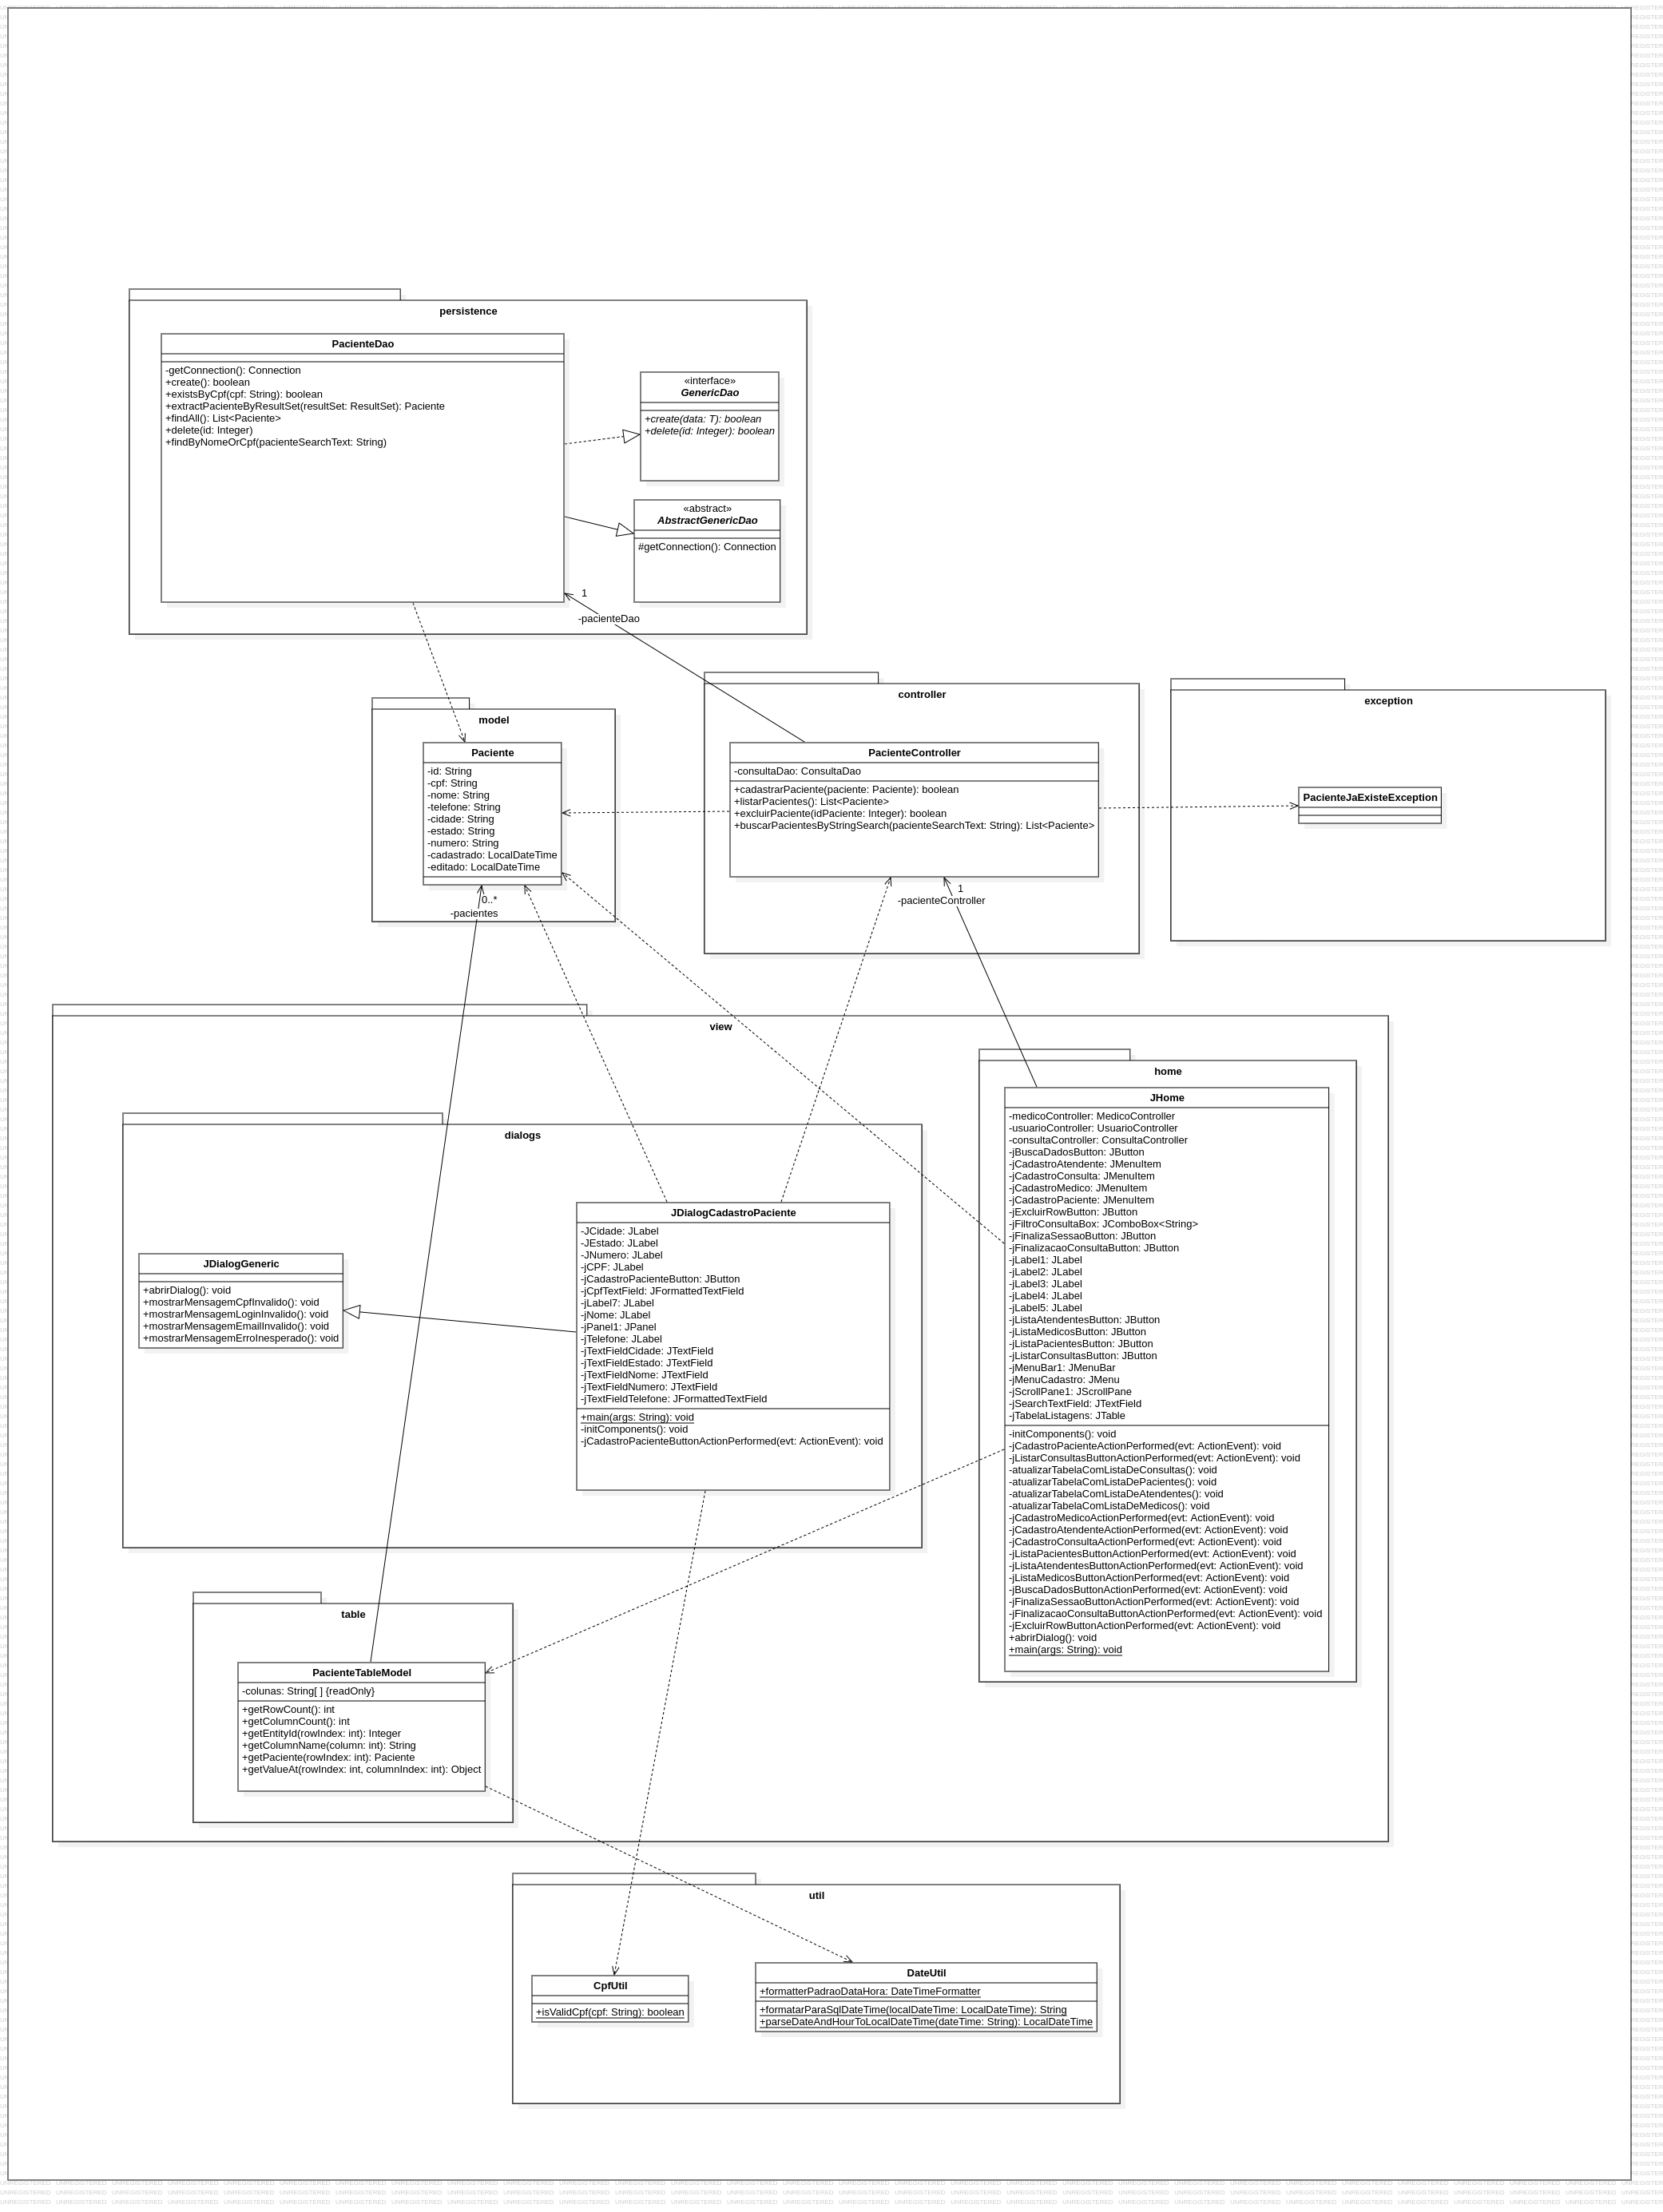 persistence
PacienteDao
-getConnection(): Connection
+create(): boolean
+existsByCpf(cpf: String): boolean
+extractPacienteByResultSet(resultSet: ResultSet): Paciente
+findAll(): List<Paciente>
+delete(id: Integer)
+findByNomeOrCpf(pacienteSearchText: String)
«interface»
GenericDao
+create(data: T): boolean
+delete(id: Integer): boolean
«abstract»
AbstractGenericDao
#getConnection(): Connection
1
-pacienteDao
model
Paciente
-id: String
-cpf: String
-nome: String
-telefone: String
-cidade: String
-estado: String
-numero: String
-cadastrado: LocalDateTime
-editado: LocalDateTime
0..*
-pacientes
controller
PacienteController
-consultaDao: ConsultaDao
+cadastrarPaciente(paciente: Paciente): boolean
+listarPacientes(): List<Paciente>
+excluirPaciente(idPaciente: Integer): boolean
+buscarPacientesByStringSearch(pacienteSearchText: String): List<Paciente>
1
-pacienteController
exception
PacienteJaExisteException
view
dialogs
JDialogGeneric
+abrirDialog(): void
+mostrarMensagemCpfInvalido(): void
+mostrarMensagemLoginInvalido(): void
+mostrarMensagemEmailInvalido(): void
+mostrarMensagemErroInesperado(): void
JDialogCadastroPaciente
-JCidade: JLabel
-JEstado: JLabel
-JNumero: JLabel
-jCPF: JLabel
-jCadastroPacienteButton: JButton
-jCpfTextField: JFormattedTextField
-jLabel7: JLabel
-jNome: JLabel
-jPanel1: JPanel
-jTelefone: JLabel
-jTextFieldCidade: JTextField
-jTextFieldEstado: JTextField
-jTextFieldNome: JTextField
-jTextFieldNumero: JTextField
-jTextFieldTelefone: JFormattedTextField
+main(args: String): void
-initComponents(): void
-jCadastroPacienteButtonActionPerformed(evt: ActionEvent): void
home
JHome
-medicoController: MedicoController
-usuarioController: UsuarioController
-consultaController: ConsultaController
-jBuscaDadosButton: JButton
-jCadastroAtendente: JMenuItem
-jCadastroConsulta: JMenuItem
-jCadastroMedico: JMenuItem
-jCadastroPaciente: JMenuItem
-jExcluirRowButton: JButton
-jFiltroConsultaBox: JComboBox<String>
-jFinalizaSessaoButton: JButton
-jFinalizacaoConsultaButton: JButton
-jLabel1: JLabel
-jLabel2: JLabel
-jLabel3: JLabel
-jLabel4: JLabel
-jLabel5: JLabel
-jListaAtendentesButton: JButton
-jListaMedicosButton: JButton
-jListaPacientesButton: JButton
-jListarConsultasButton: JButton
-jMenuBar1: JMenuBar
-jMenuCadastro: JMenu
-jScrollPane1: JScrollPane
-jSearchTextField: JTextField
-jTabelaListagens: JTable
-initComponents(): void
-jCadastroPacienteActionPerformed(evt: ActionEvent): void
-jListarConsultasButtonActionPerformed(evt: ActionEvent): void
-atualizarTabelaComListaDeConsultas(): void
-atualizarTabelaComListaDePacientes(): void
-atualizarTabelaComListaDeAtendentes(): void
-atualizarTabelaComListaDeMedicos(): void
-jCadastroMedicoActionPerformed(evt: ActionEvent): void
-jCadastroAtendenteActionPerformed(evt: ActionEvent): void
-jCadastroConsultaActionPerformed(evt: ActionEvent): void
-jListaPacientesButtonActionPerformed(evt: ActionEvent): void
-jListaAtendentesButtonActionPerformed(evt: ActionEvent): void
-jListaMedicosButtonActionPerformed(evt: ActionEvent): void
-jBuscaDadosButtonActionPerformed(evt: ActionEvent): void
-jFinalizaSessaoButtonActionPerformed(evt: ActionEvent): void
-jFinalizacaoConsultaButtonActionPerformed(evt: ActionEvent): void
-jExcluirRowButtonActionPerformed(evt: ActionEvent): void
+abrirDialog(): void
+main(args: String): void
table
PacienteTableModel
-colunas: String[ ] {readOnly}
+getRowCount(): int
+getColumnCount(): int
+getEntityId(rowIndex: int): Integer
+getColumnName(column: int): String
+getPaciente(rowIndex: int): Paciente
+getValueAt(rowIndex: int, columnIndex: int): Object
util
CpfUtil
+isValidCpf(cpf: String): boolean
DateUtil
+formatterPadraoDataHora: DateTimeFormatter
+formatarParaSqlDateTime(localDateTime: LocalDateTime): String
+parseDateAndHourToLocalDateTime(dateTime: String): LocalDateTime